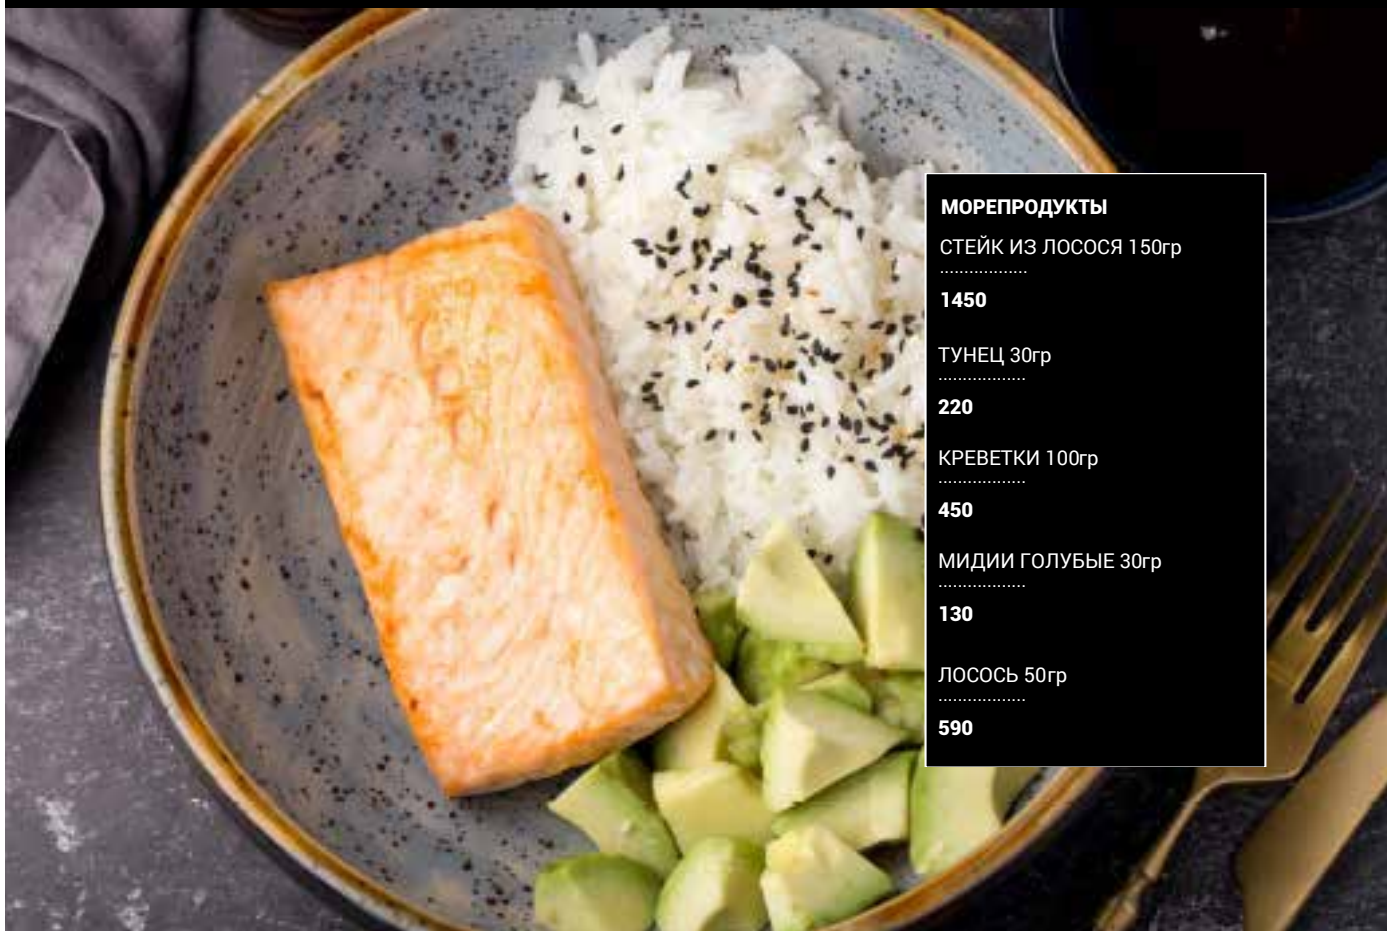 МОРЕПРОДУКТЫ
СТЕЙК ИЗ ЛОСОСЯ 150гр
..................
1450
ТУНЕЦ 30гр
..................
220
КРЕВЕТКИ 100гр
..................
450
МИДИИ ГОЛУБЫЕ 30гр
..................
130
ЛОСОСЬ 50гр
..................
590